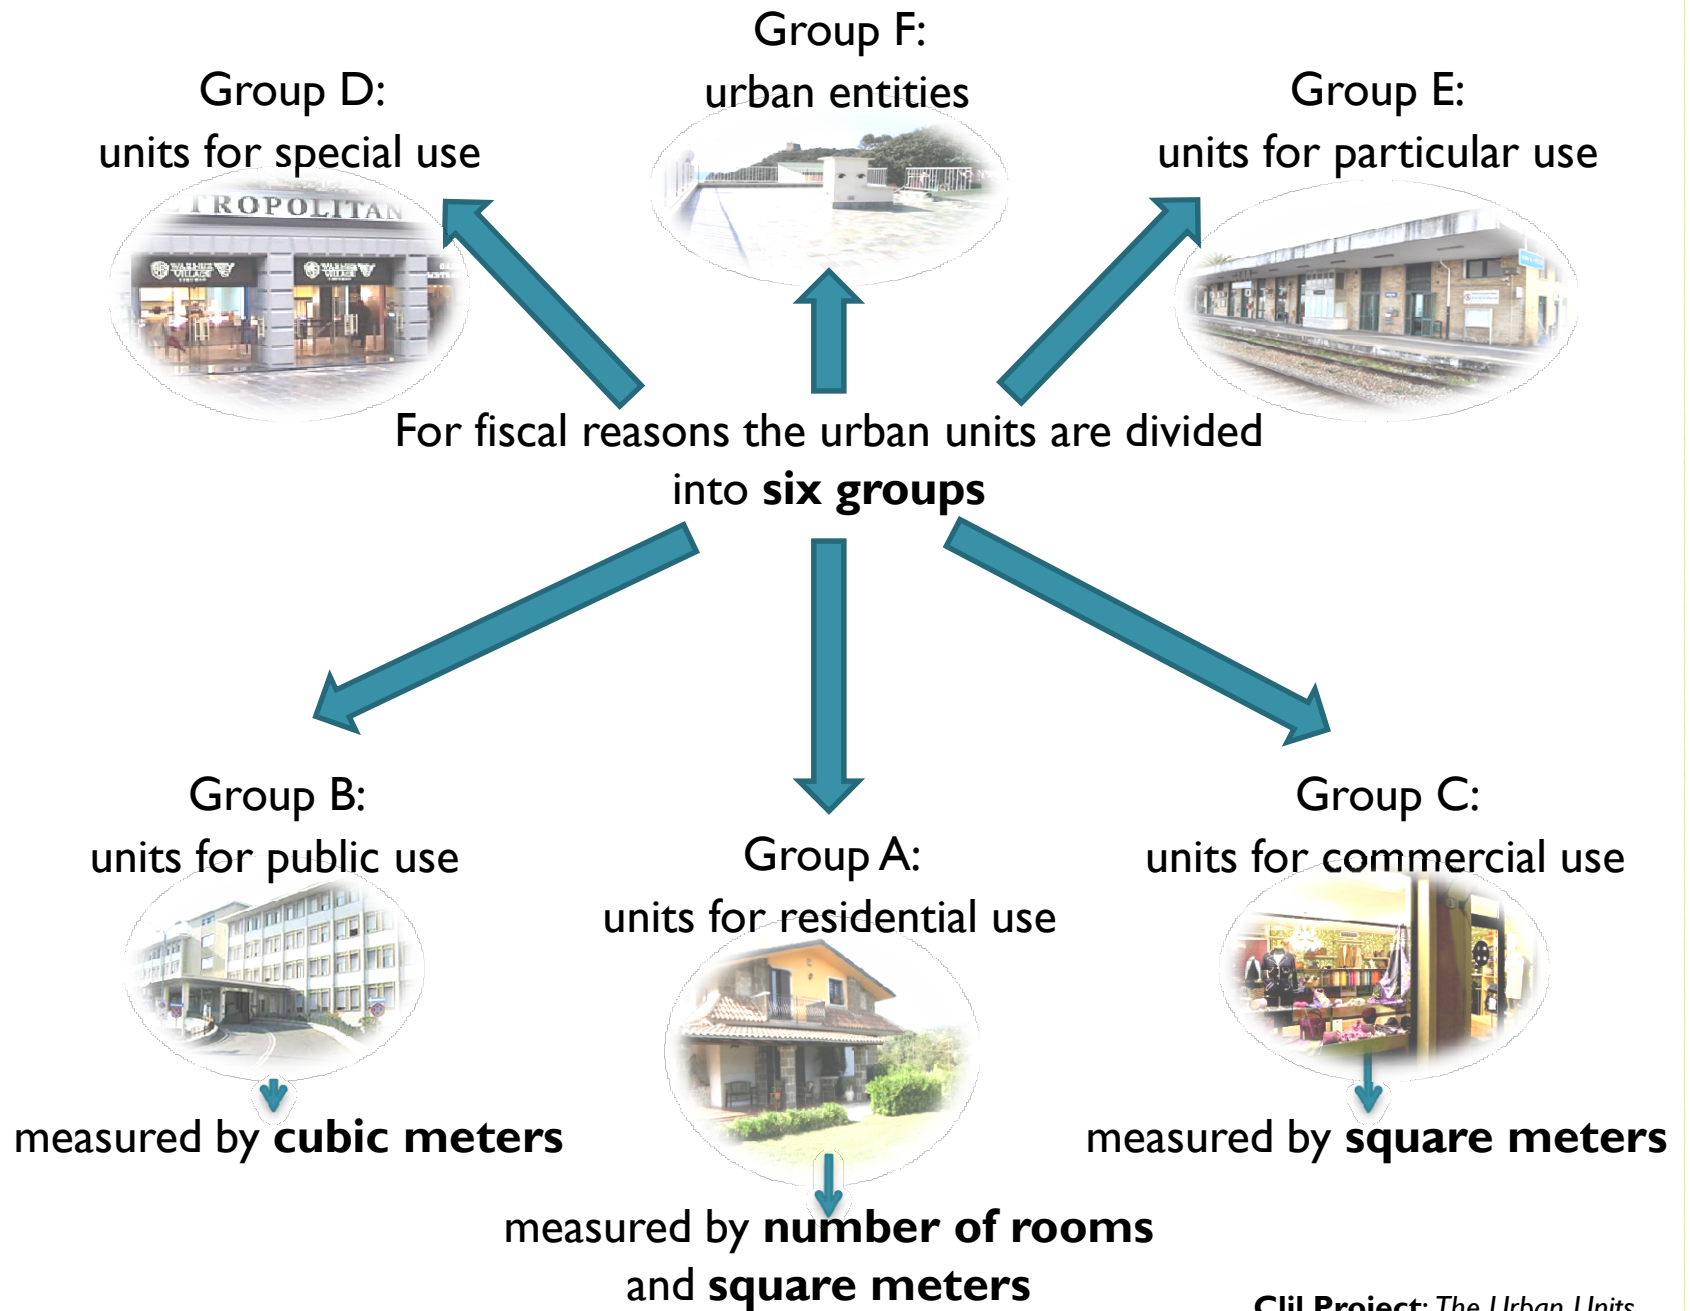 Group F:
urban entities
Group D:
units for special use
Group E:
units for particular use
TROPOLITAN
VILLAGE
VILLAGE
For fiscal reasons the urban units are divided
into six groups
Group B:
units for public use
Group A:
units for residential use
Group C:
units for commercial use
measured by cubic meters
measured by square meters
measured by number of rooms
and square meters
Clil Project: The Urban Units